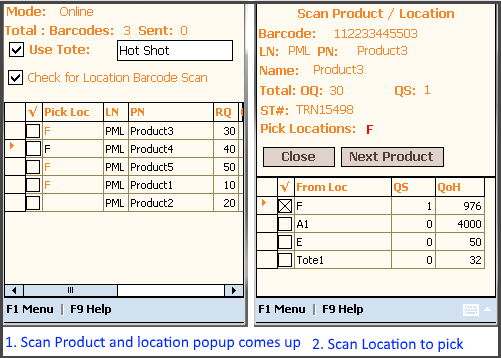 Mode: Online
Total : Barcodes: 3 Sent: 0
Use Tote: Hot Shot
Check for Location Barcode Scan
√ Pick Loc LN PN RQ
F PML Product3 30
F PML Product4 40
F PML Product5 50
F PML Product1 10
PML Product2 20
F1 Menu | F9 Help
Scan Product / Location
Barcode: 112233445503
LN: PML PN: Product3
Name: Product3
Total: OQ: 30 QS: 1
ST#: TRN15498
Pick Locations: F
Close Next Product
√ From Loc QS QoH
F 1 976
A1 0 4000
E 0 50
Tote1 0 32
F1 Menu | F9 Help
1. Scan Product and location popup comes up 2. Scan Location to pick